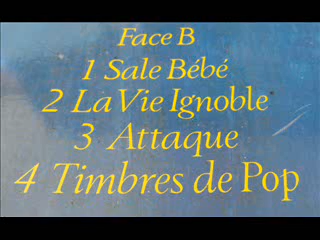 Face B
1 Sale Bébé
2 La Vie Ignoble
3 Attaque
4 Timbres de Pop